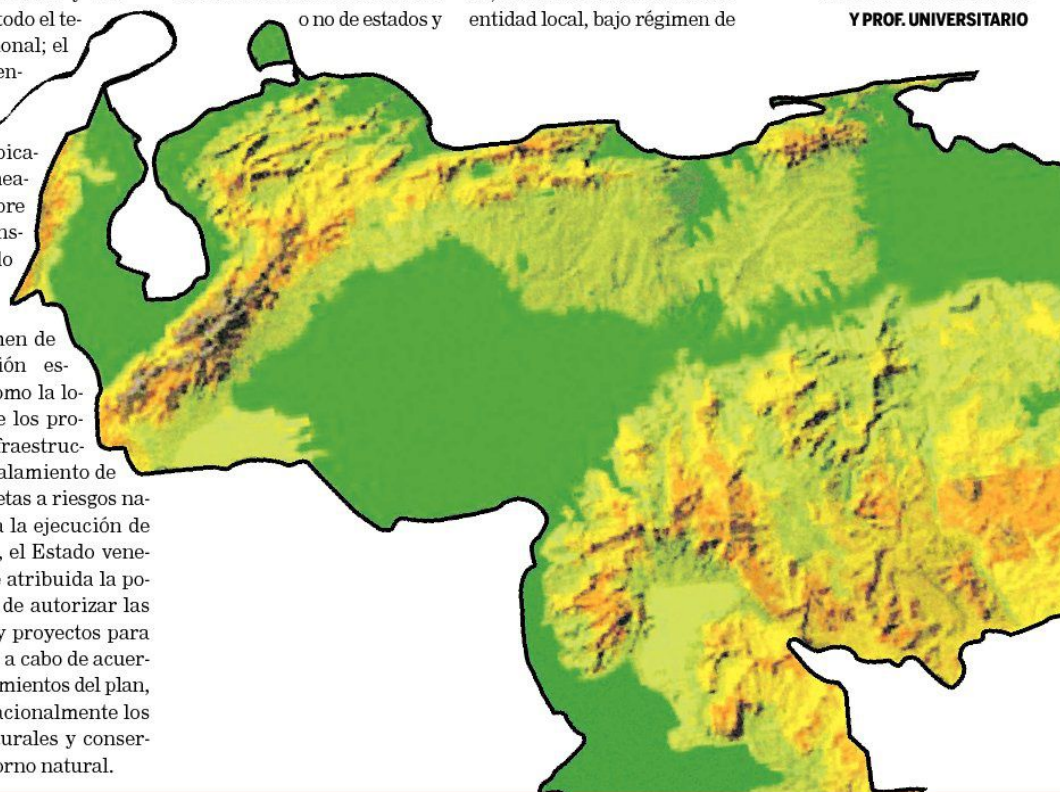 todo el te-
onal; el
en-
bica-
nea-
bre
ns-
lo
men de
ión es-
omo la lo-
e los pro-
fraestruc-
alamiento de
etas a riesgos na-
a la ejecución de
, el Estado vene-
e atribuida la po-
de autorizar las
y proyectos para
a cabo de acuer-
mientos del plan,
acionalmente los
urales y conser-
orno natural.
o no de estados y
entidad local, bajo régimen de
Y PROF. UNIVERSITARIO